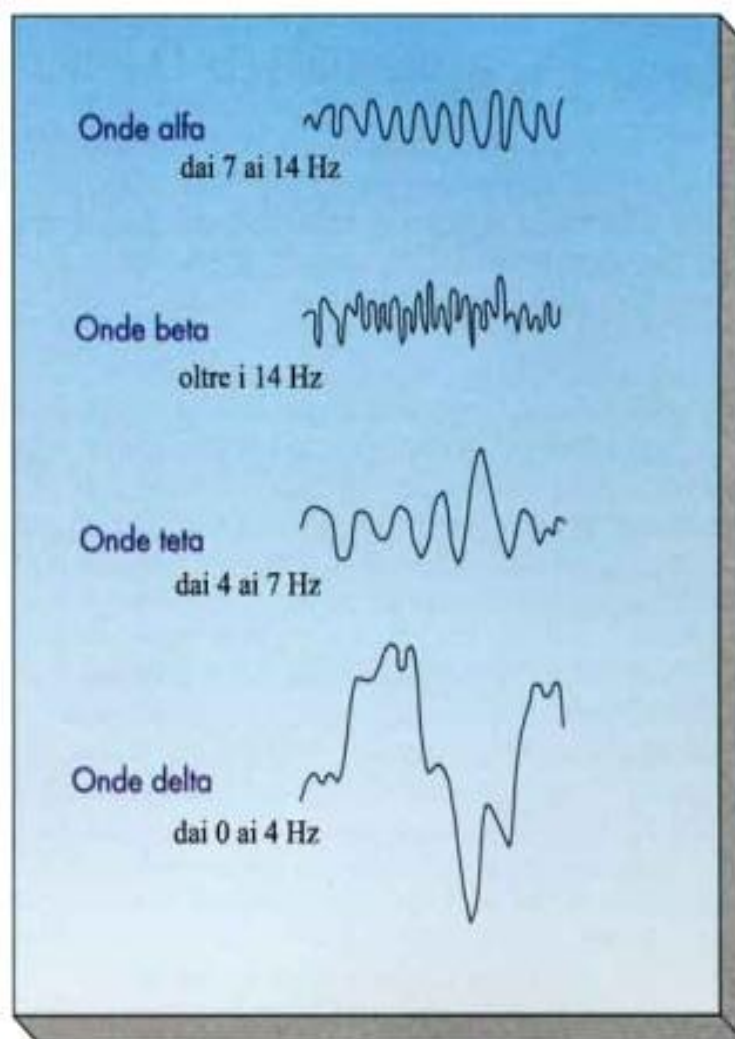 Onde alfa
dai 7 ai 14 Hz
Onde beta
oltre i 14 Hz
Onde teta
dai 4 ai 7 Hz
Onde delta
dai 0 ai 4 Hz